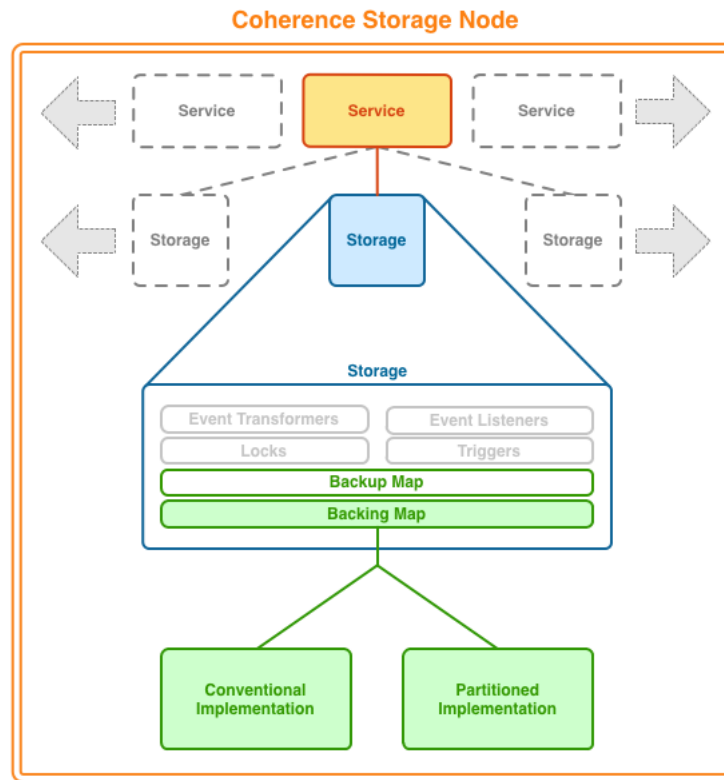 Coherence Storage Node
Service
Service
Service
Storage
Storage
Storage
Storage
Event Transformers
Event Listeners
Locks
Triggers
Backup Map
Backing Map
Conventional
Implementation
Partitioned
Implementation